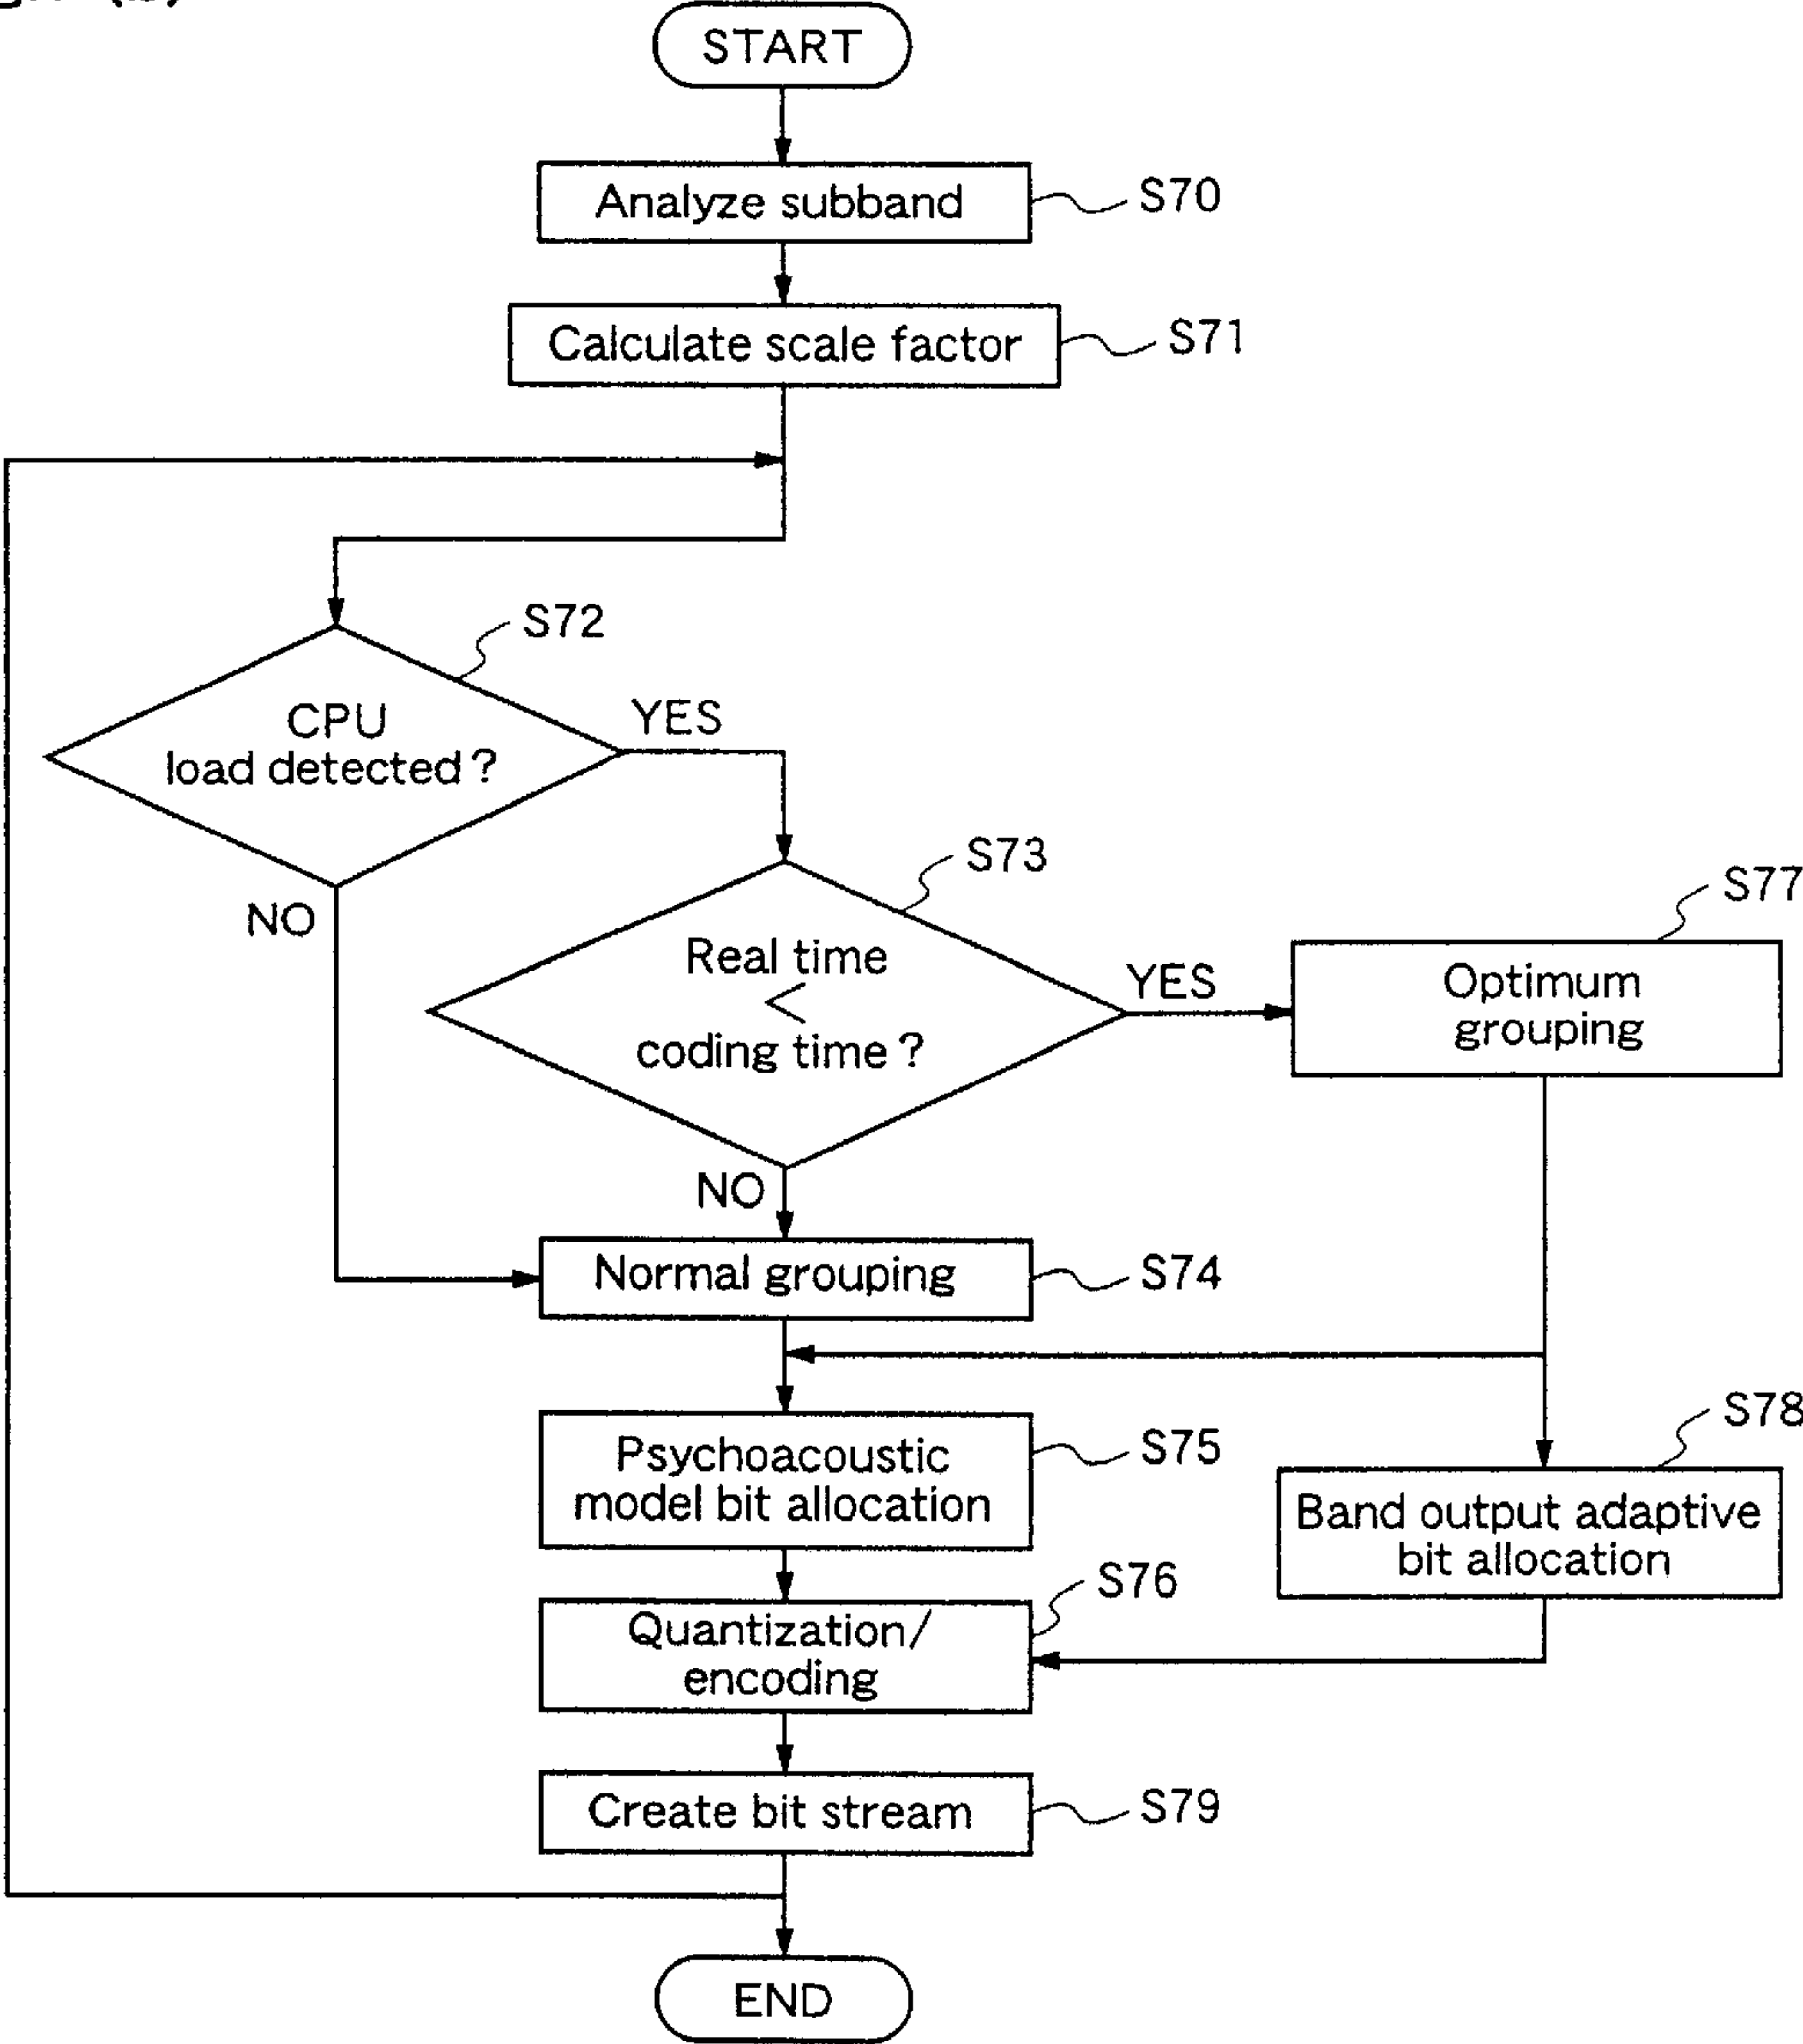 START
Analyze subband
S70
Calculate scale factor
S71
S72
CPU
load detected ?
YES
NO
S73
Real time
<
coding time ?
YES
NO
S77
Optimum
grouping
Normal grouping
S74
Psychoacoustic
model bit allocation
S75
S78
Band output adaptive
bit allocation
S76
Quantization/
encoding
Create bit stream
S79
END